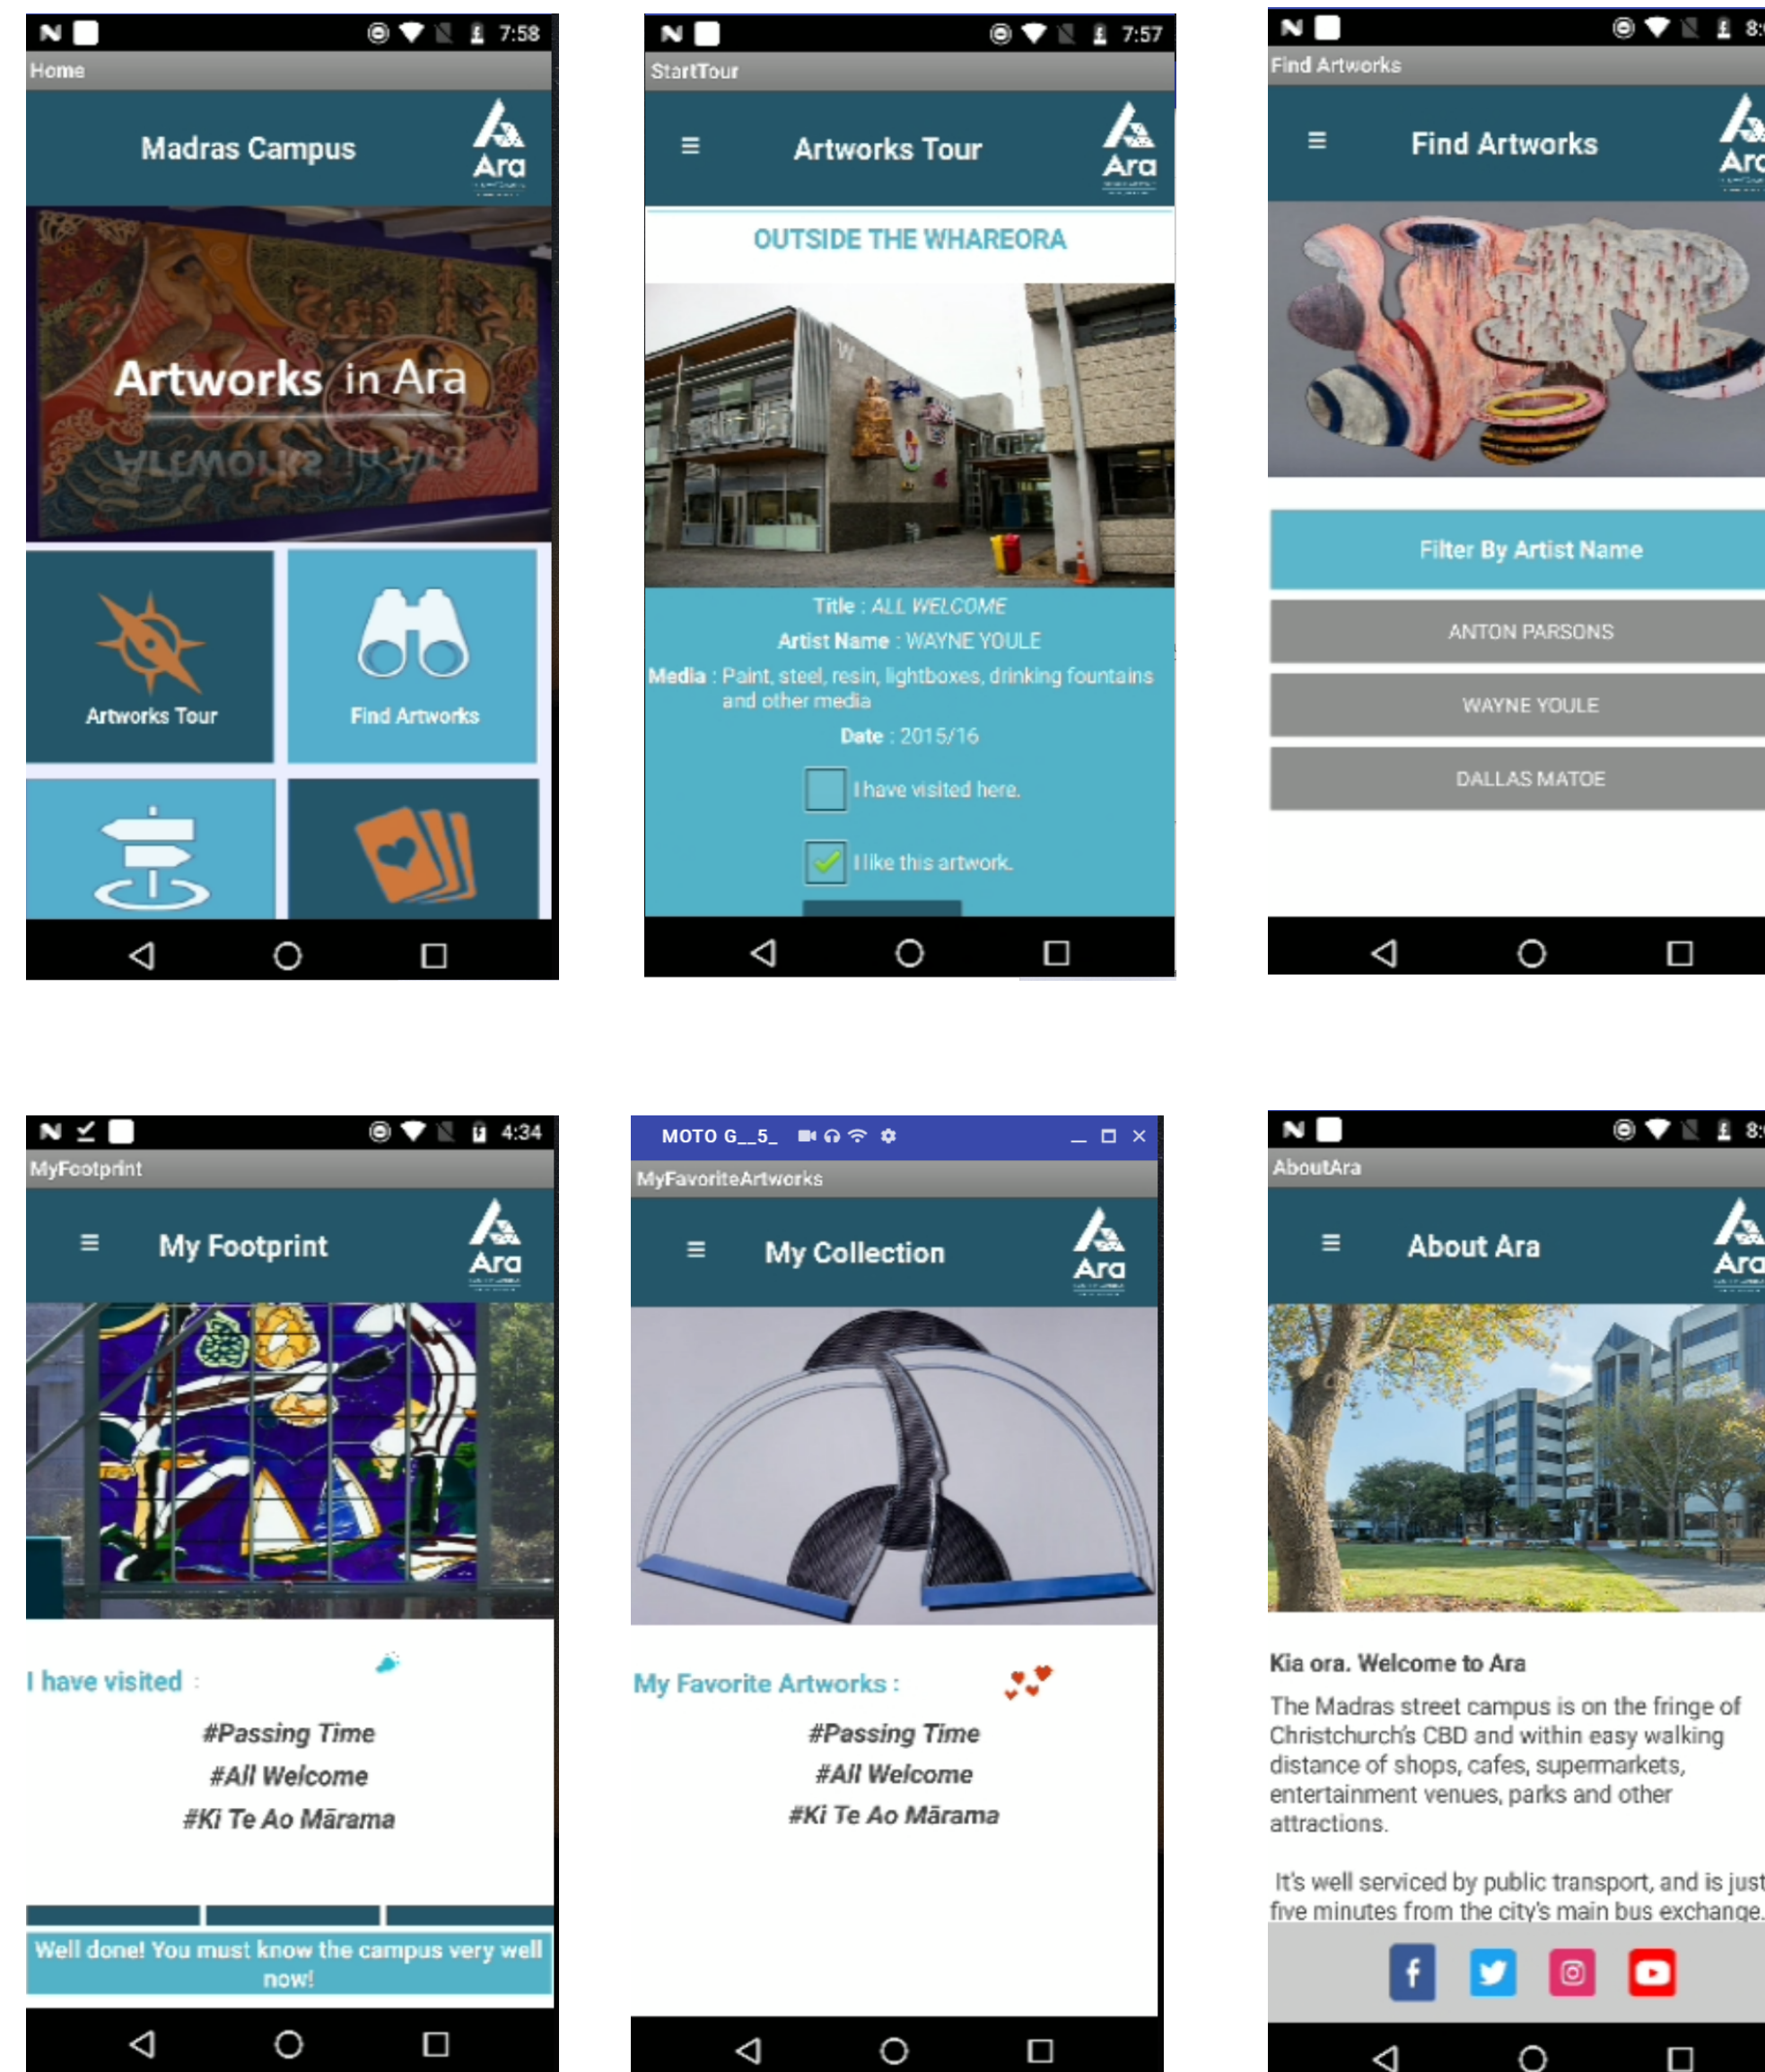 7:58
Home
Madras Campus
Ara
Artworks in Ara
Artworks Tour
Find Artworks
7:57
StartTour
Artworks Tour
Ara
OUTSIDE THE WHAREORA
W
Title : ALL WELCOME
Artist Name : WAYNE YOULE
Media : Paint, steel, resin, lightboxes, drinking fountains
and other media
Date : 2015/16
I have visited here.
I like this artwork.
Find Artworks
Find Artworks
Ara
Filter By Artist Name
ANTON PARSONS
WAYNE YOULE
DALLAS MATOE
4:34
MyFootprint
My Footprint
Ara
I have visited :
#Passing Time
#All Welcome
#Ki Te Ao Mārama
Well done! You must know the campus very well
now!
MOTO G__5_
MyFavoriteArtworks
My Collection
Ara
My Favorite Artworks :
#Passing Time
#All Welcome
#Ki Te Ao Mārama
AboutAra
About Ara
Ara
Kia ora. Welcome to Ara
The Madras street campus is on the fringe of
Christchurch's CBD and within easy walking
distance of shops, cafes, supermarkets,
entertainment venues, parks and other
attractions.
It's well serviced by public transport, and is just
five minutes from the city's main bus exchange.